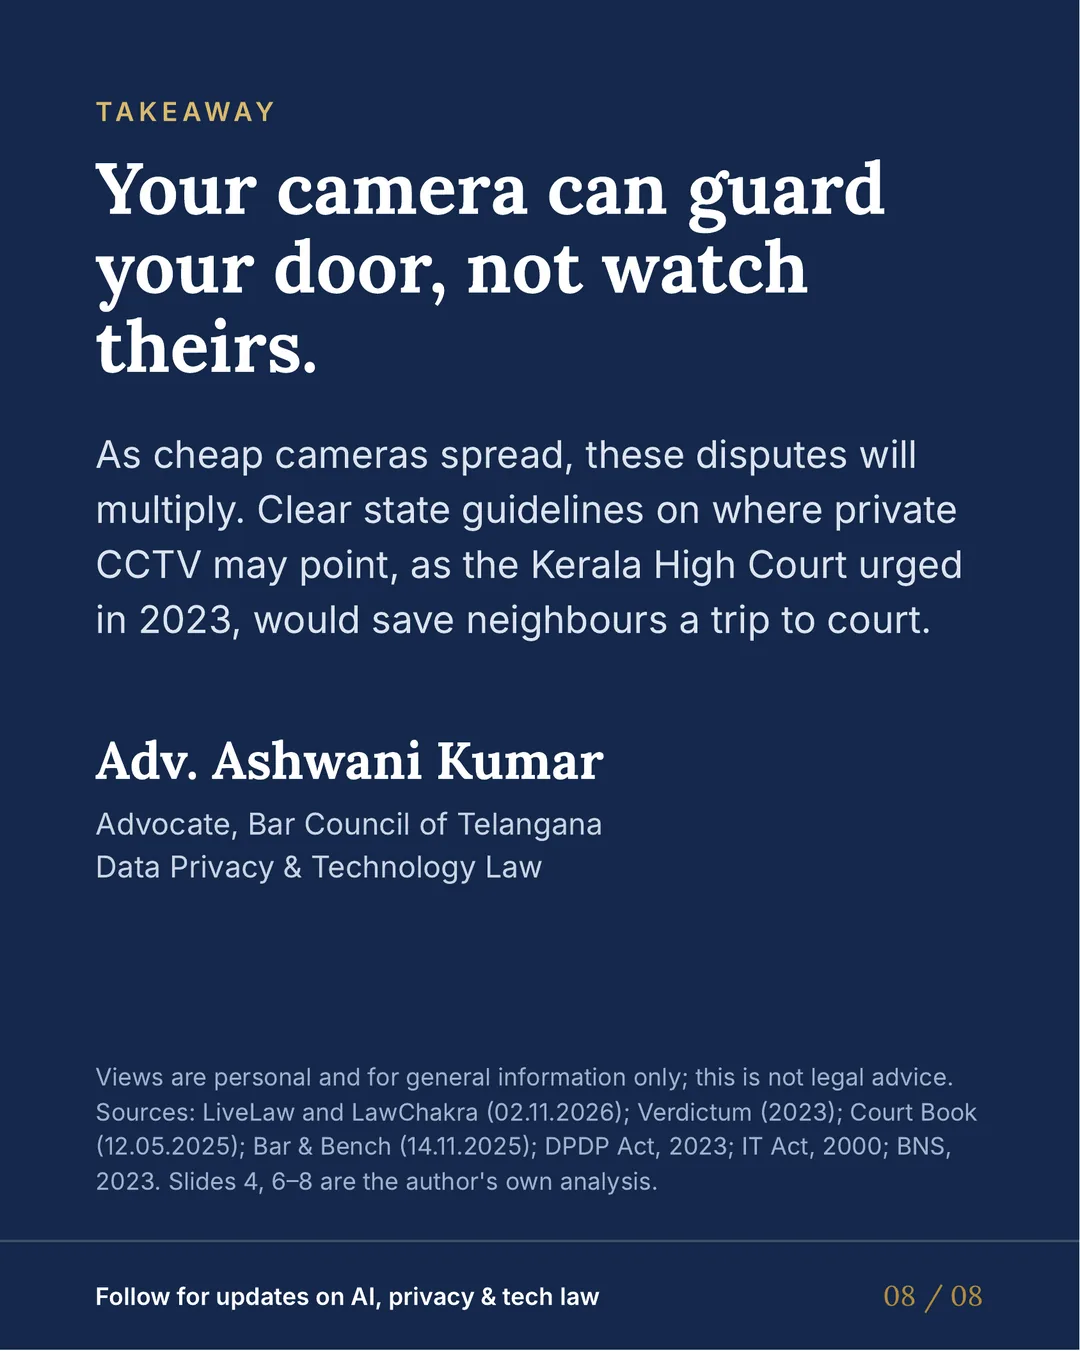 TAKEAWAY
Your camera can guard
your door, not watch
theirs.
As cheap cameras spread, these disputes will
multiply. Clear state guidelines on where private
CCTV may point, as the Kerala High Court urged
in 2023, would save neighbours a trip to court.
Adv. Ashwani Kumar
Advocate, Bar Council of Telangana
Data Privacy & Technology Law
Views are personal and for general information only; this is not legal advice.
Sources: LiveLaw and LawChakra (02.11.2026); Verdictum (2023); Court Book
(12.05.2025); Bar & Bench (14.11.2025); DPDP Act, 2023; IT Act, 2000; BNS,
2023. Slides 4, 6–8 are the author's own analysis.
Follow for updates on AI, privacy & tech law
08 / 08